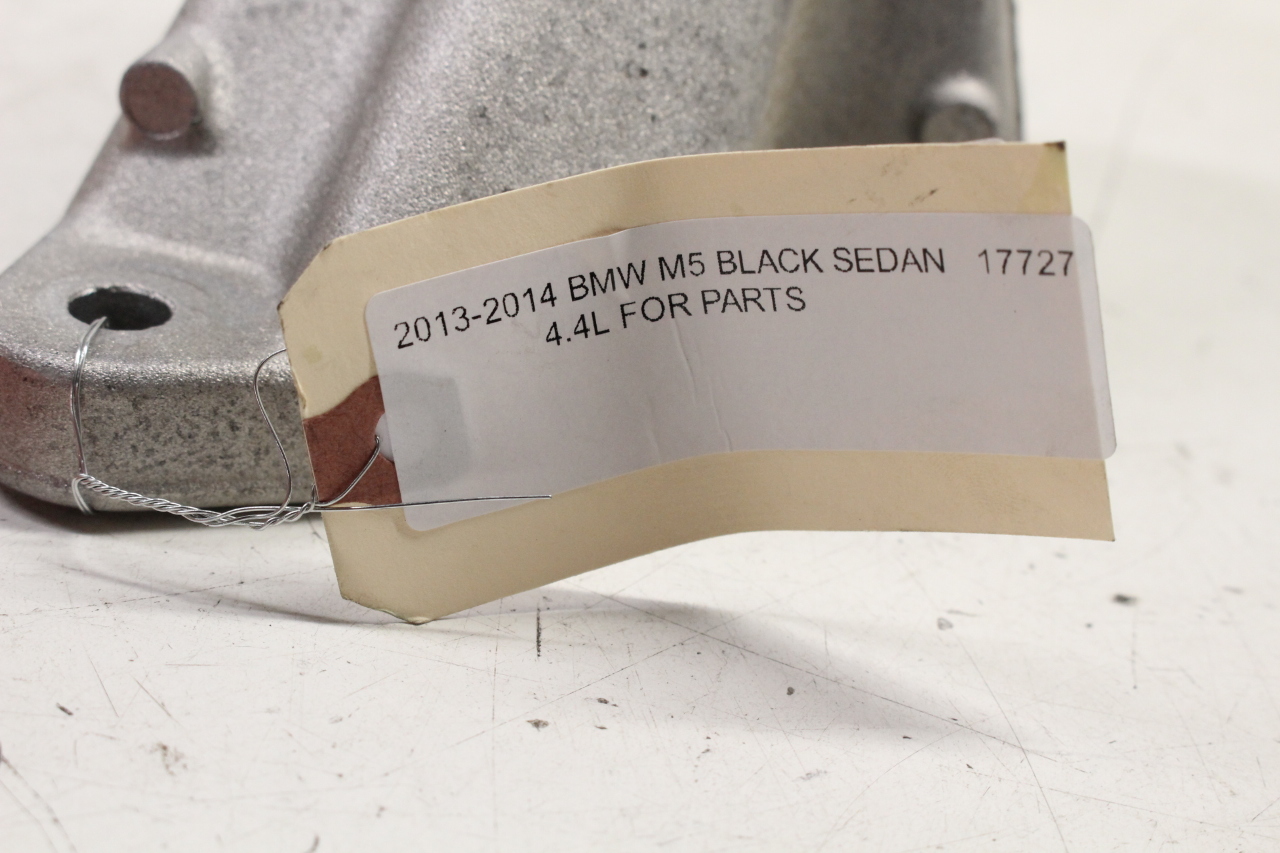 2013-2014 BMW M5 BLACK SEDAN 17727
4.4L FOR PARTS